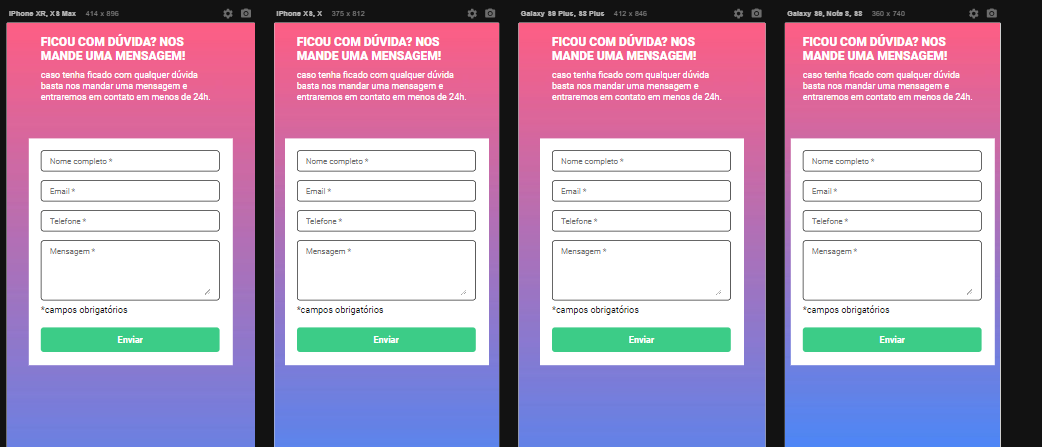 iPhone XR, XS Max 414 x 896
FICOU COM DÚVIDA? NOS
MANDE UMA MENSAGEM!
caso tenha ficado com qualquer dúvida
basta nos mandar uma mensagem e
entraremos em contato em menos de 24h.
Nome completo *
Email *
Telefone *
Mensagem *
*campos obrigatórios
Enviar
iPhone XS, X 375 x 812
FICOU COM DÚVIDA? NOS
MANDE UMA MENSAGEM!
caso tenha ficado com qualquer dúvida
basta nos mandar uma mensagem e
entraremos em contato em menos de 24h.
Nome completo *
Email *
Telefone *
Mensagem *
*campos obrigatórios
Enviar
Galaxy S9 Plus, S8 Plus 412 x 846
FICOU COM DÚVIDA? NOS
MANDE UMA MENSAGEM!
caso tenha ficado com qualquer dúvida
basta nos mandar uma mensagem e
entraremos em contato em menos de 24h.
Nome completo *
Email *
Telefone *
Mensagem *
*campos obrigatórios
Enviar
Galaxy S9, Note 8, S8 360 x 740
FICOU COM DÚVIDA? NOS
MANDE UMA MENSAGEM!
caso tenha ficado com qualquer dúvida
basta nos mandar uma mensagem e
entraremos em contato em menos de 24h.
Nome completo *
Email *
Telefone *
Mensagem *
*campos obrigatórios
Enviar